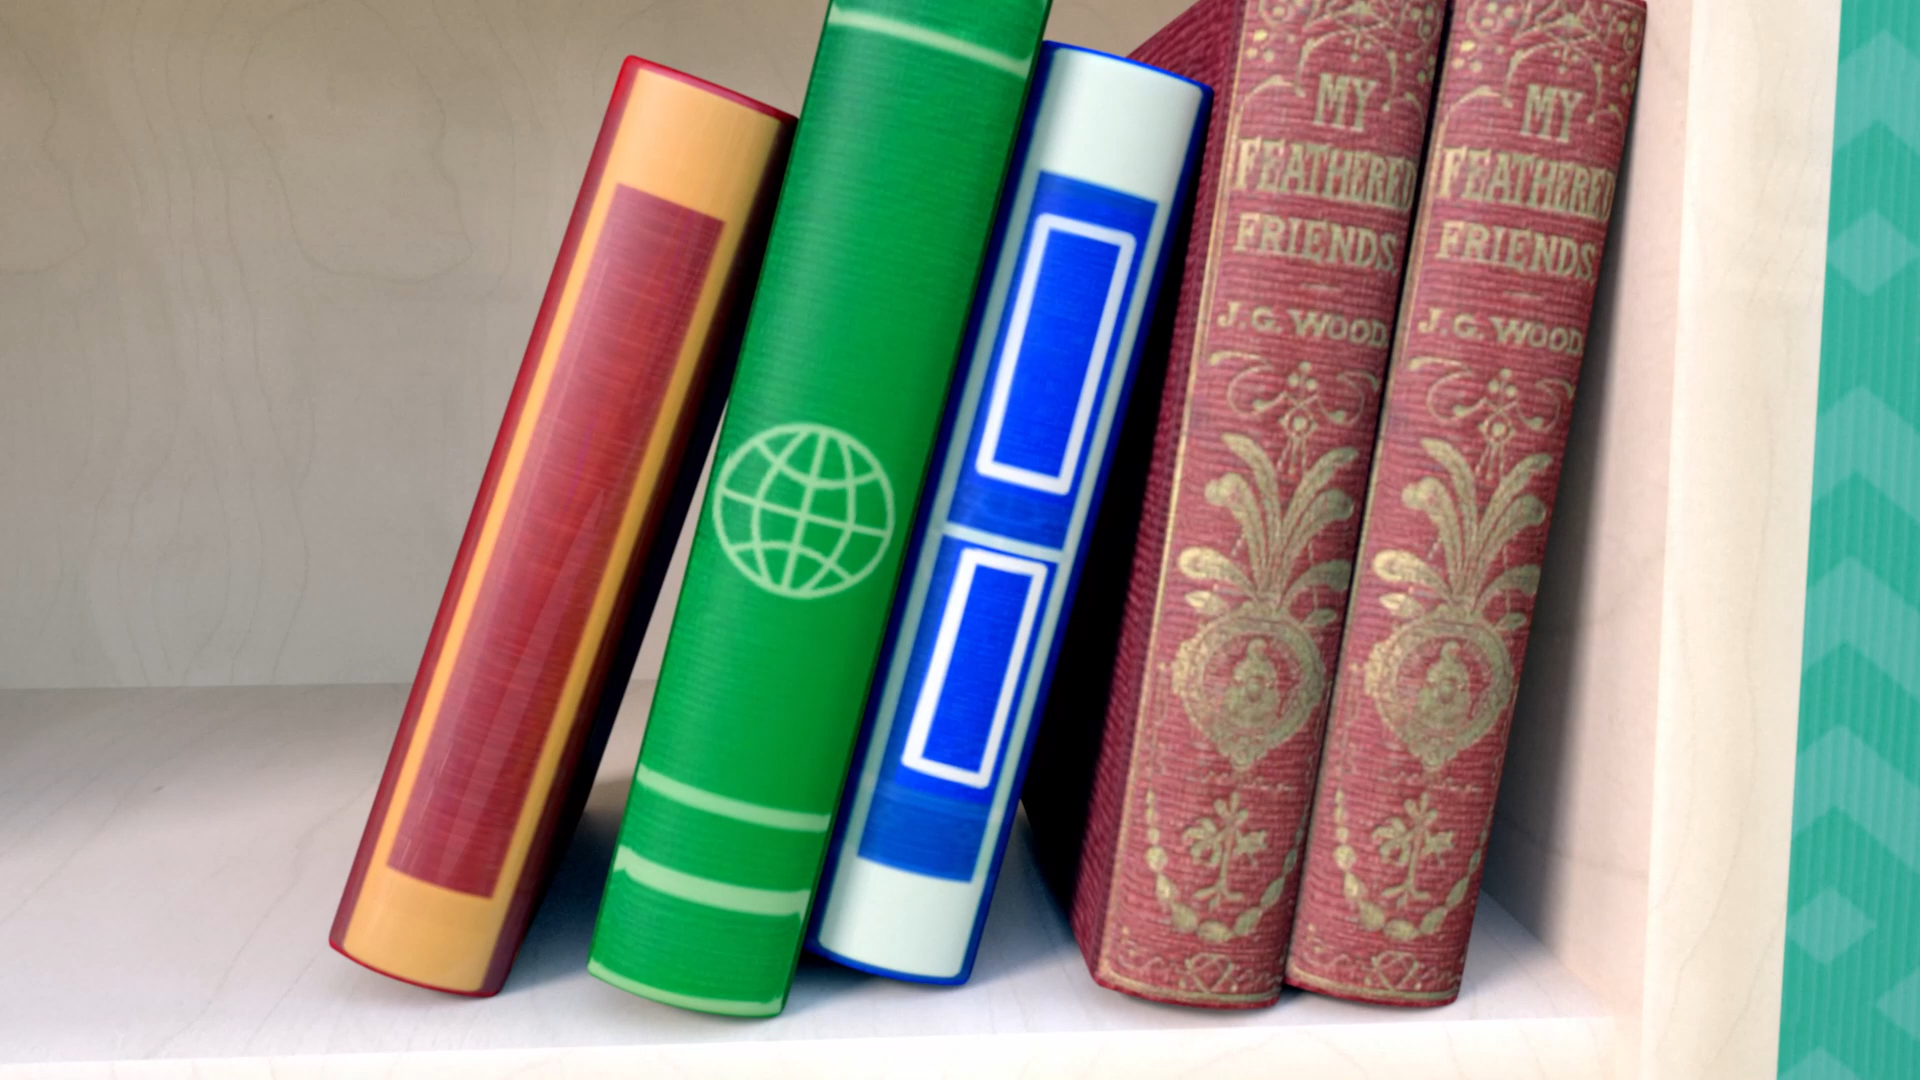 MY
FEATHERED
FRIENDS.
J.G. WOOD
MY
FEATHERED
FRIENDS.
J.G. WOOD